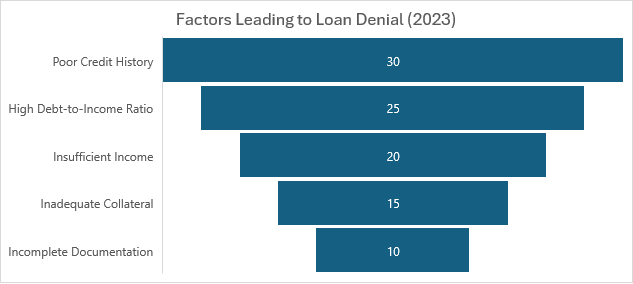 Factors Leading to Loan Denial (2023)
Poor Credit History 30
High Debt-to-Income Ratio 25
Insufficient Income 20
Inadequate Collateral 15
Incomplete Documentation 10